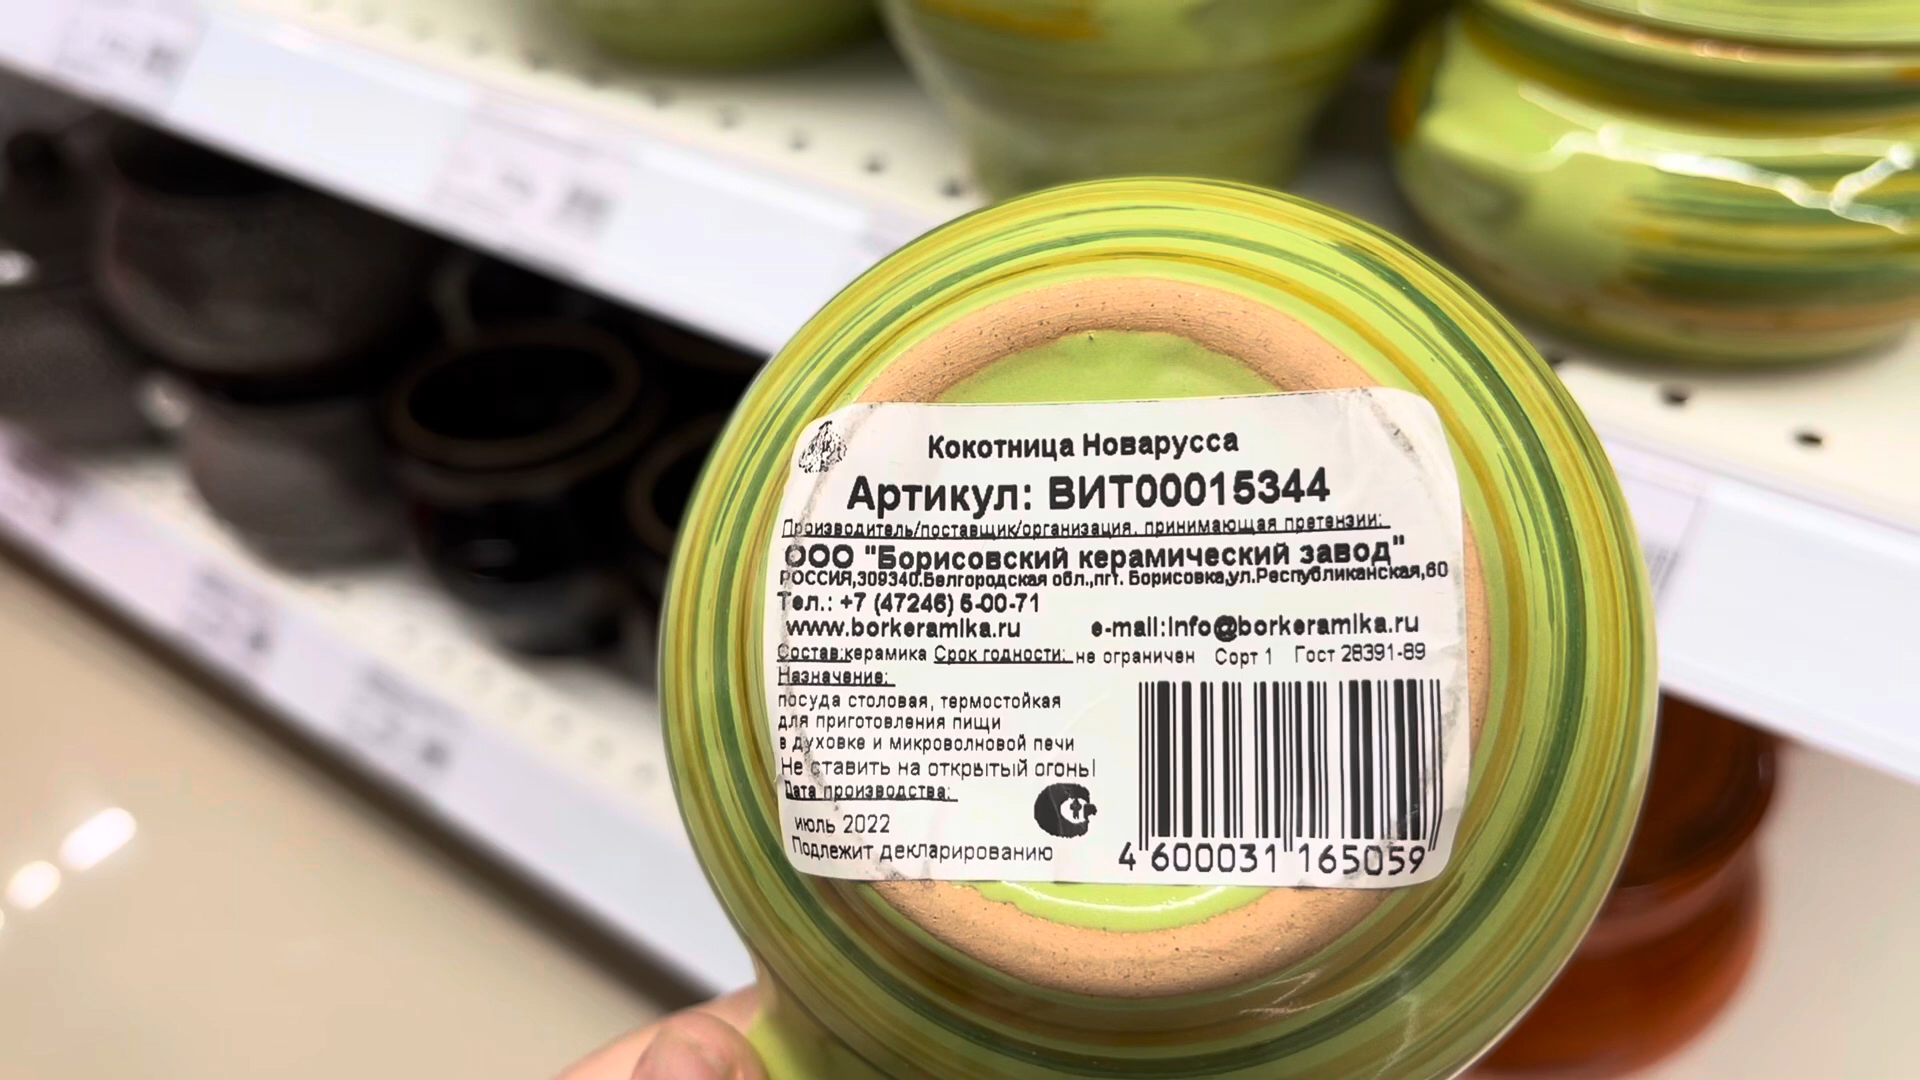 Кокотница Новарусса
Артикул: ВИТ00015344
Производитель/поставщик/организация, принимающая претензии:
ООО "Борисовский керамический завод"
РОССИЯ,309340.Белгородская обл.,пгт. Борисовка,ул.Республиканская,60
Тел.: +7 (47246) 5-00-71
www.borkeramika.ru e-mail:info@borkeramika.ru
Состав:керамика Срок годности: не ограничен Сорт 1 Гост 28391-89
Назначение:
посуда столовая, термостойкая
для приготовления пищи
в духовке и микроволновой печи
Не ставить на открытый огонь!
Дата производства:
июль 2022
Подлежит декларированию
4 600031 165059